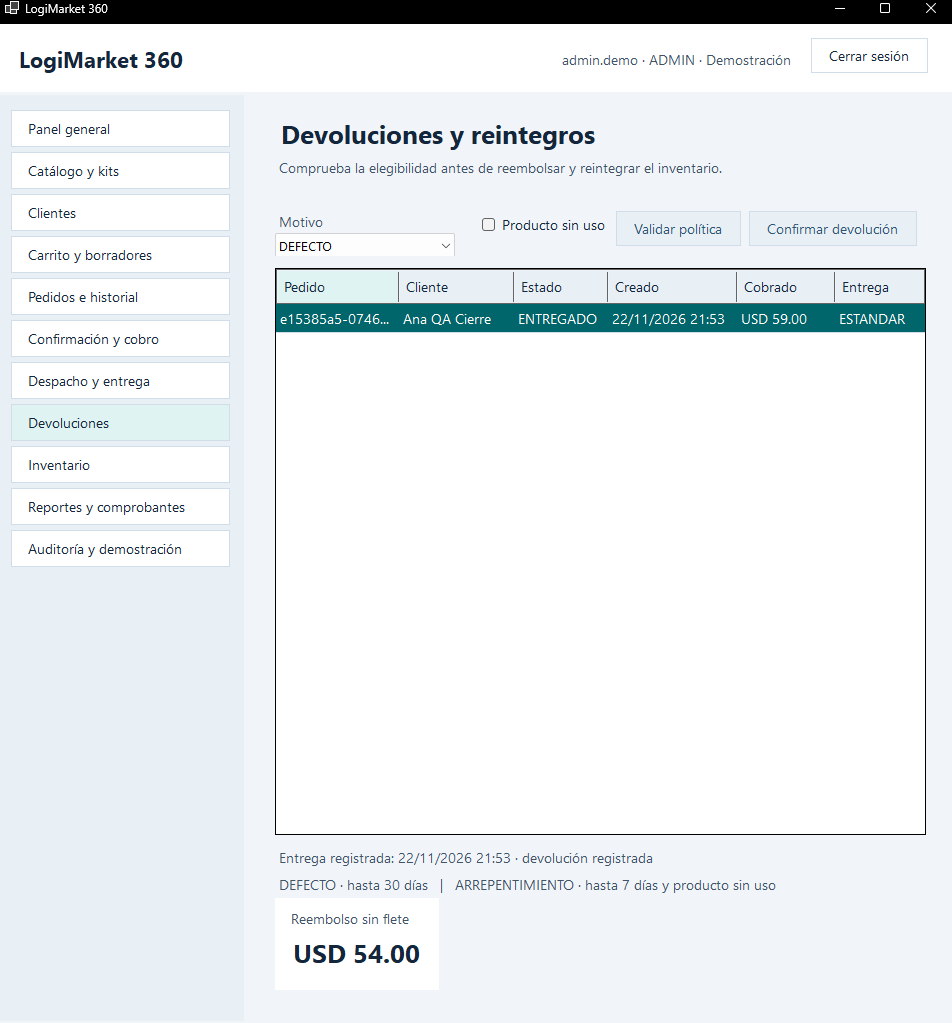 LogiMarket 360
LogiMarket 360
admin.demo · ADMIN · Demostración
Cerrar sesión
Panel general
Catálogo y kits
Clientes
Carrito y borradores
Pedidos e historial
Confirmación y cobro
Despacho y entrega
Devoluciones
Inventario
Reportes y comprobantes
Auditoría y demostración
Devoluciones y reintegros
Comprueba la elegibilidad antes de reembolsar y reintegrar el inventario.
Motivo
DEFECTO
Producto sin uso
Validar política
Confirmar devolución
Pedido Cliente Estado Creado Cobrado Entrega
e15385a5-0746... Ana QA Cierre ENTREGADO 22/11/2026 21:53 USD 59.00 ESTANDAR
Entrega registrada: 22/11/2026 21:53 · devolución registrada
DEFECTO · hasta 30 días | ARREPENTIMIENTO · hasta 7 días y producto sin uso
Reembolso sin flete
USD 54.00